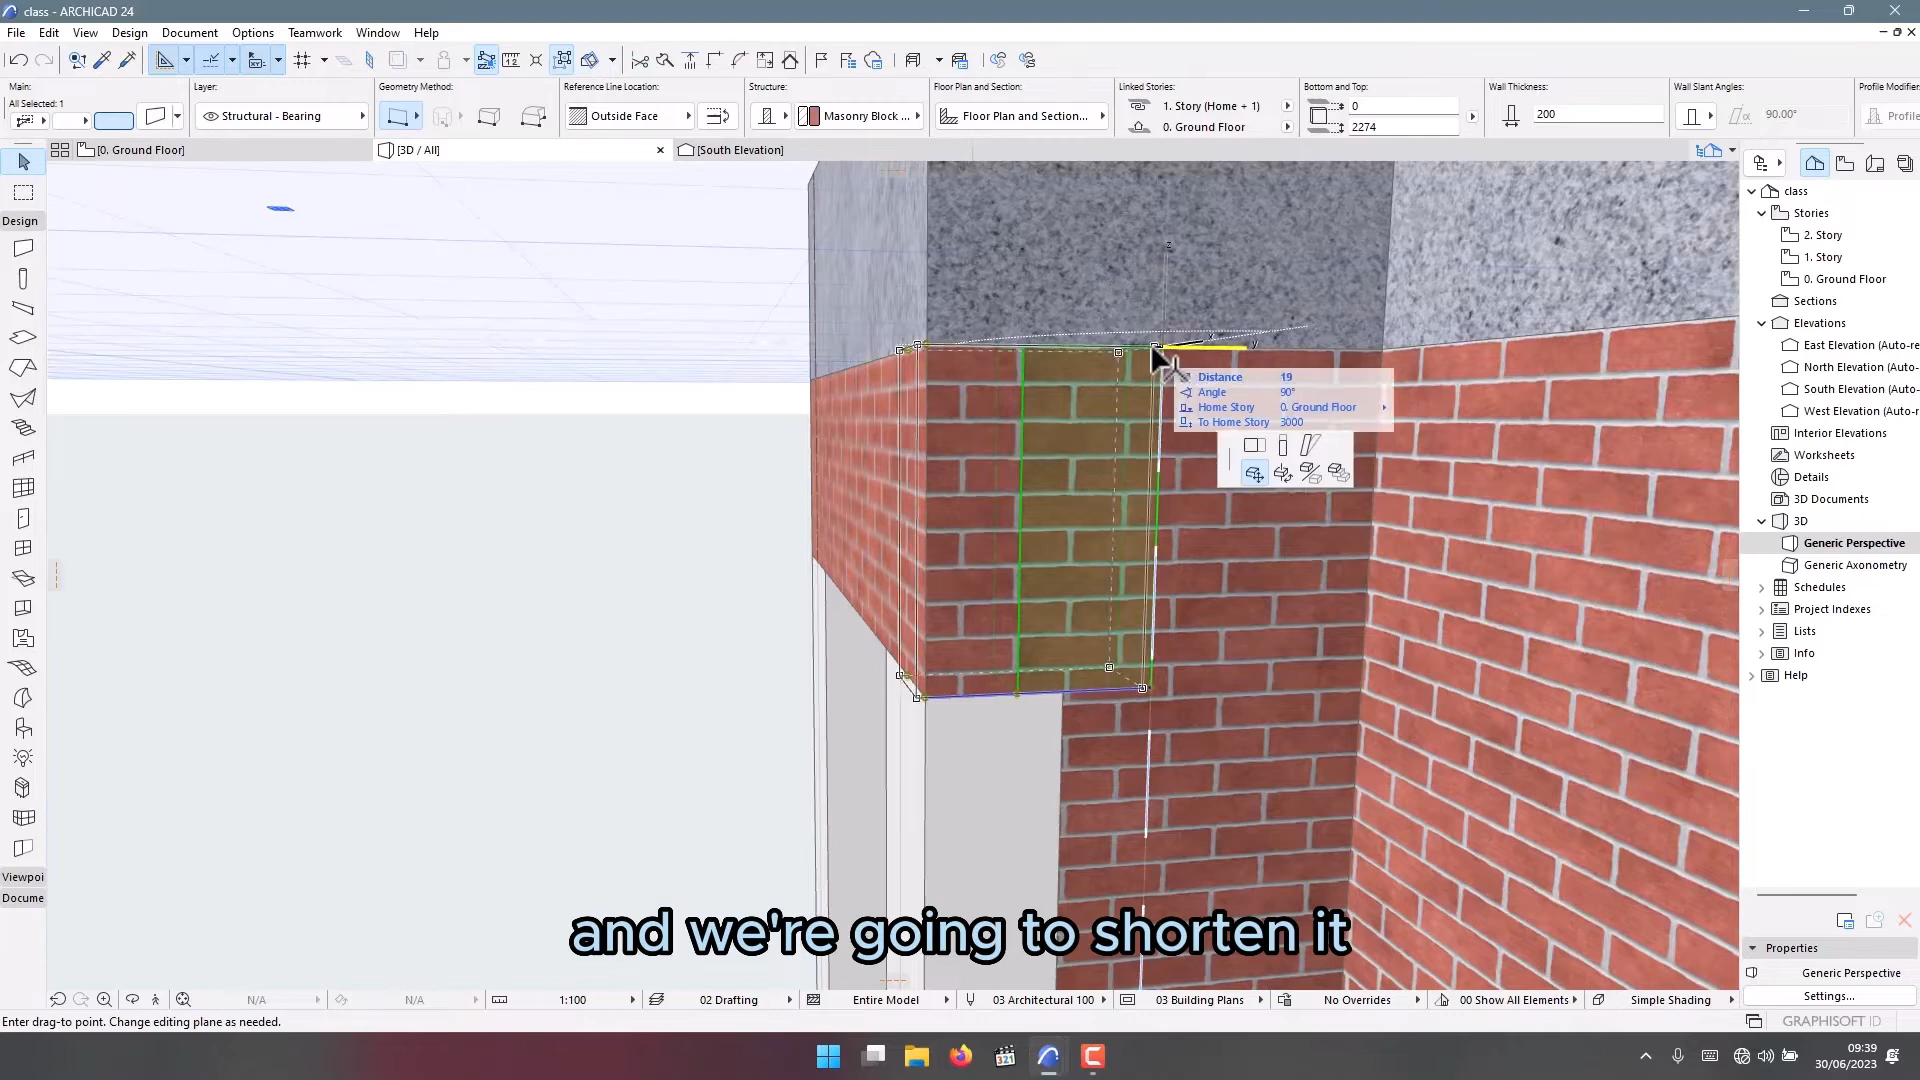 class - ARCHICAD 24
File Edit View Design Document Options Teamwork Window Help
Main:
All Selected: 1
Layer:
Structural - Bearing
Geometry Method:
Reference Line Location:
Outside Face
Structure:
Masonry Block ...
Floor Plan and Section:
Floor Plan and Section...
Linked Stories:
1. Story (Home + 1)
0. Ground Floor
Bottom and Top:
0
2274
Wall Thickness:
200
Wall Slant Angles:
90.00°
Profile Modifier
Profile
[0. Ground Floor]
[3D / All]
[South Elevation]
Design
Viewpoi
Docume
z
x
y
Distance 19
Angle 90°
Home Story 0. Ground Floor
To Home Story 3000
and we're going to shorten it
class
Stories
2. Story
1. Story
0. Ground Floor
Sections
Elevations
East Elevation (Auto-re
North Elevation (Auto-
South Elevation (Auto-r
West Elevation (Auto-r
Interior Elevations
Worksheets
Details
3D Documents
3D
Generic Perspective
Generic Axonometry
Schedules
Project Indexes
Lists
Info
Help
Properties
Generic Perspective
Settings...
N/A N/A 1:100 02 Drafting Entire Model 03 Architectural 100 03 Building Plans No Overrides 00 Show All Elements Simple Shading
Enter drag-to point. Change editing plane as needed.
GRAPHISOFT ID
321
09:39
30/06/2023